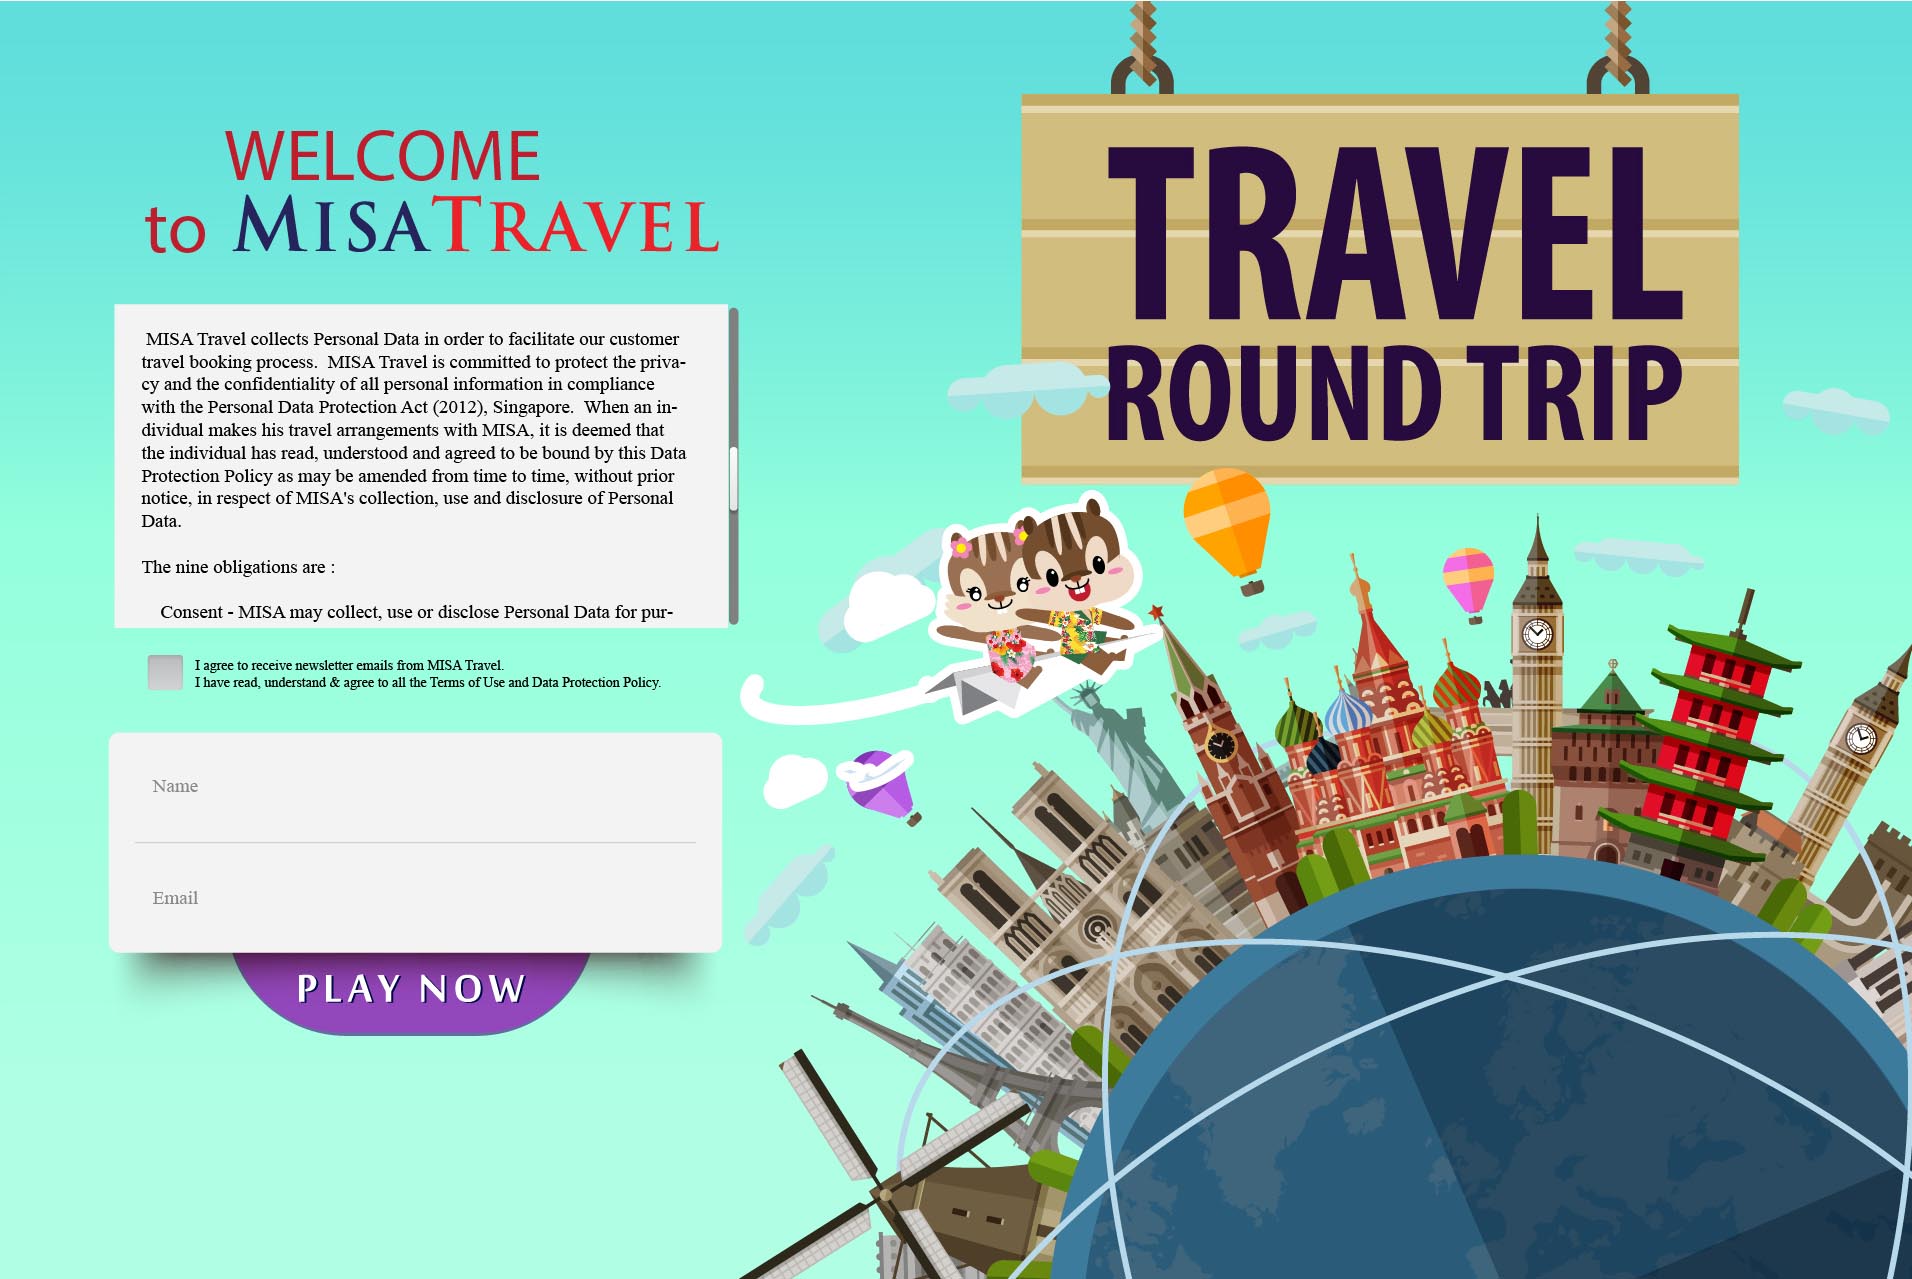 WELCOME
to MISATRAVEL
MISA Travel collects Personal Data in order to facilitate our customer
travel booking process.  MISA Travel is committed to protect the priva-
cy and the confidentiality of all personal information in compliance
with the Personal Data Protection Act (2012), Singapore.  When an in-
dividual makes his travel arrangements with MISA, it is deemed that
the individual has read, understood and agreed to be bound by this Data
Protection Policy as may be amended from time to time, without prior
notice, in respect of MISA's collection, use and disclosure of Personal
Data.
The nine obligations are :
Consent - MISA may collect, use or disclose Personal Data for pur-
I agree to receive newsletter emails from MISA Travel.
I have read, understand & agree to all the Terms of Use and Data Protection Policy.
Name
Email
PLAY NOW
TRAVEL
ROUND TRIP